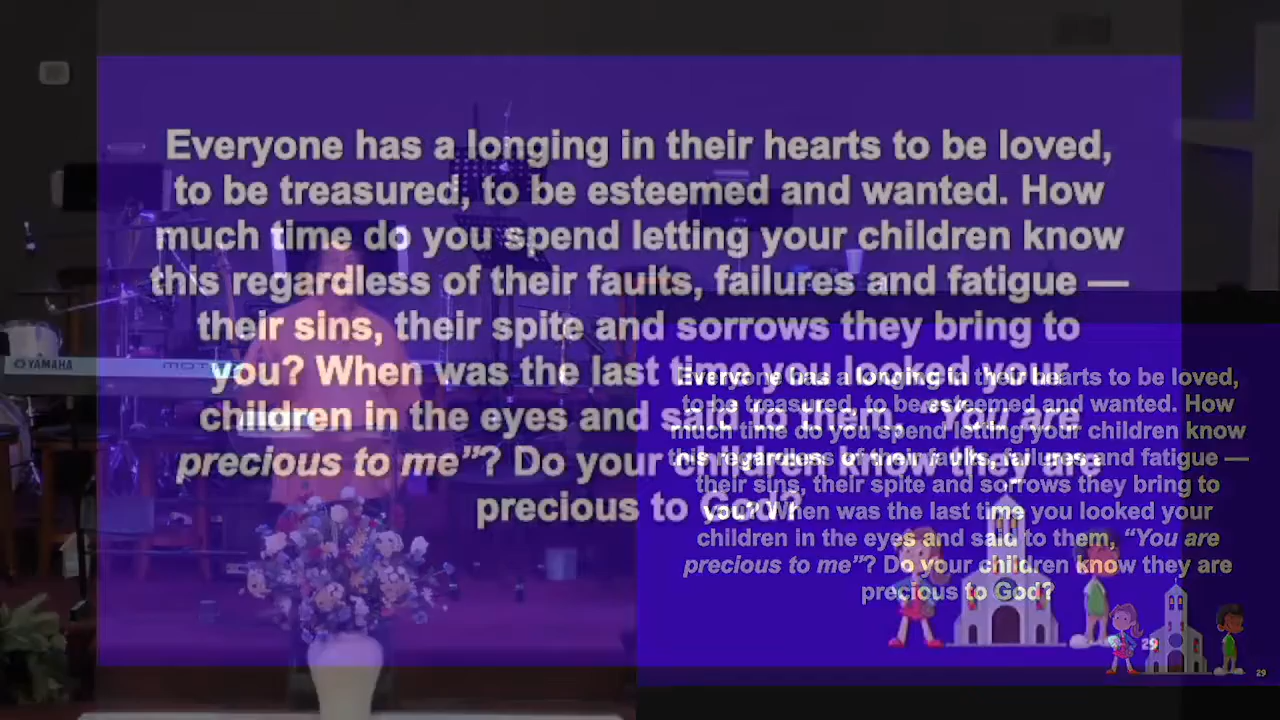 Everyone has a longing in their hearts to be loved,
to be treasured, to be esteemed and wanted. How
much time do you spend letting your children know
this regardless of their faults, failures and fatigue —
their sins, their spite and sorrows they bring to
you? When was the last time you looked your
children in the eyes and said to them, “You are
precious to me”? Do your children know they are
precious to God?
29
YAMAHA
MOTIF
Everyone has a longing in their hearts to be loved,
to be treasured, to be esteemed and wanted. How
much time do you spend letting your children know
this regardless of their faults, failures and fatigue —
their sins, their spite and sorrows they bring to
you? When was the last time you looked your
children in the eyes and said to them, “You are
precious to me”? Do your children know they are
precious to God?
29